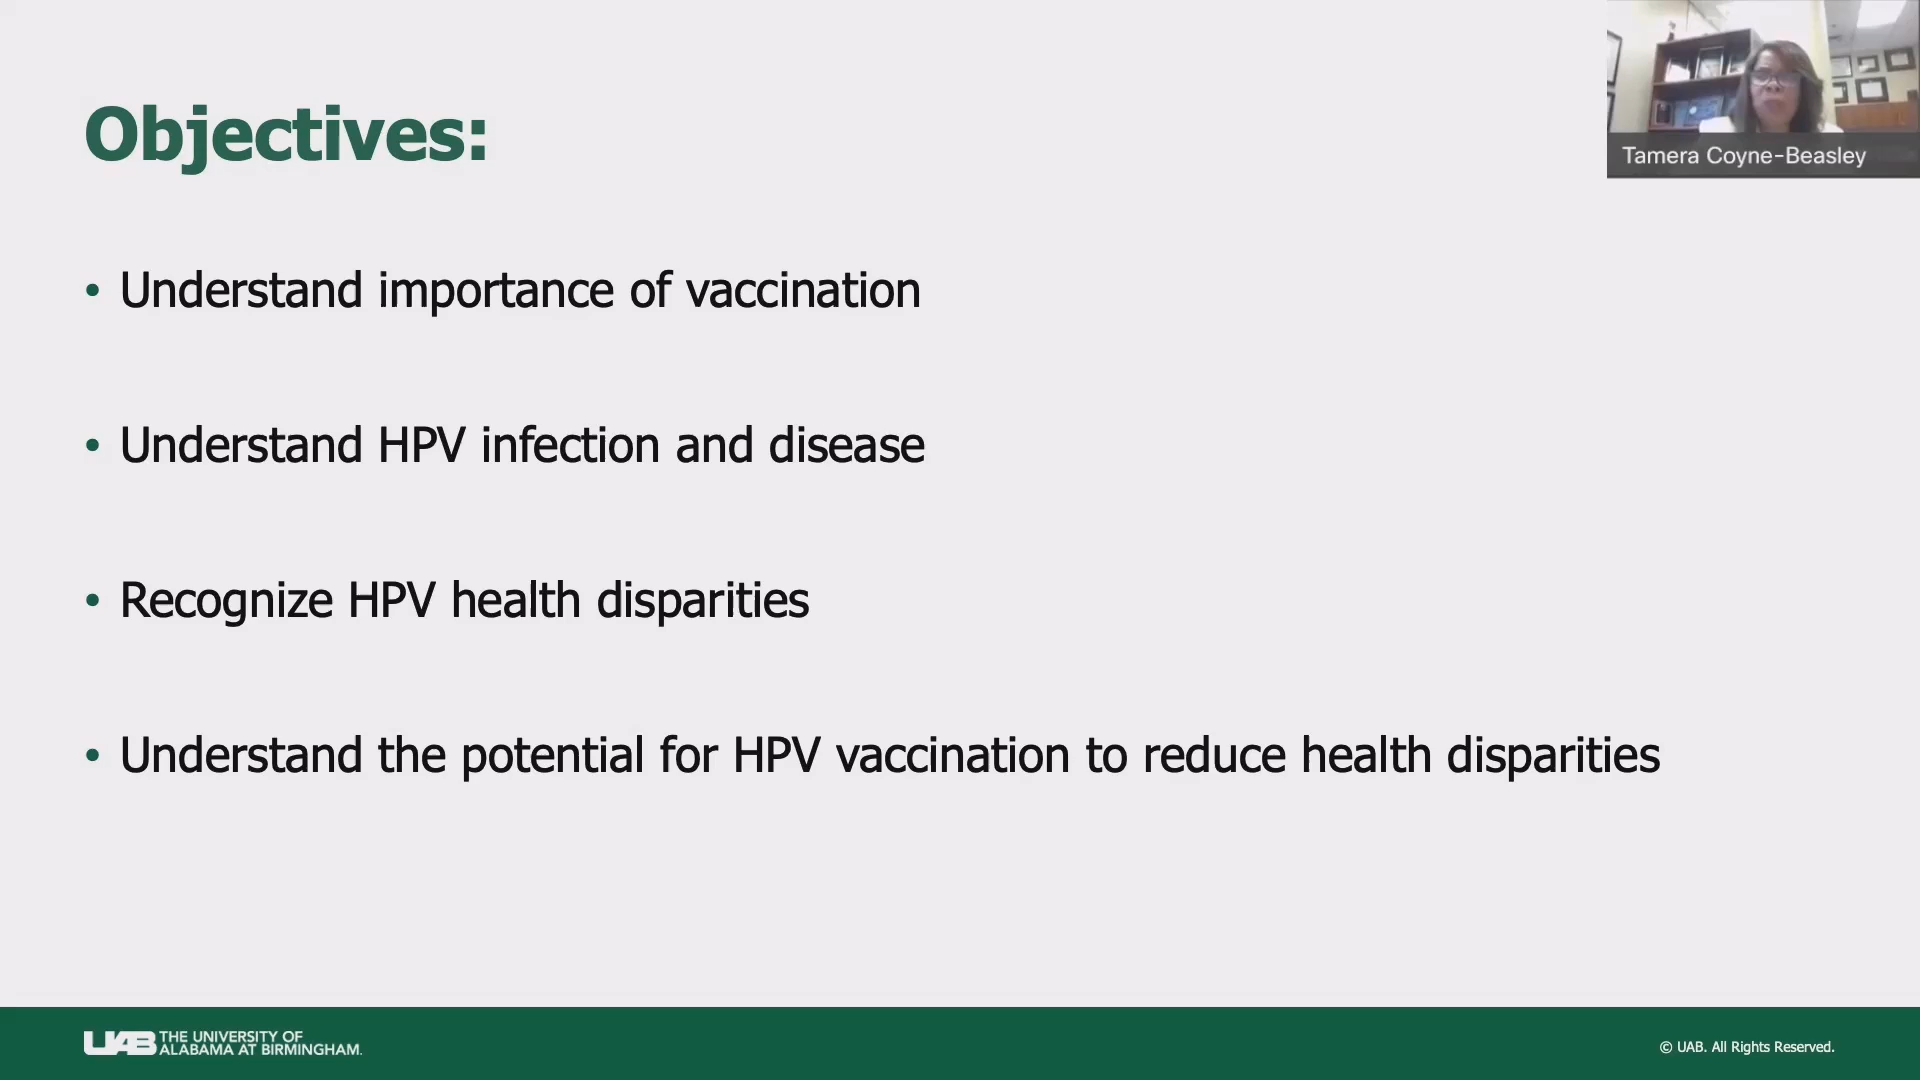 Objectives:
Tamera Coyne-Beasley
• Understand importance of vaccination
• Understand HPV infection and disease
• Recognize HPV health disparities
• Understand the potential for HPV vaccination to reduce health disparities
UAB THE UNIVERSITY OF
ALABAMA AT BIRMINGHAM.
© UAB. All Rights Reserved.